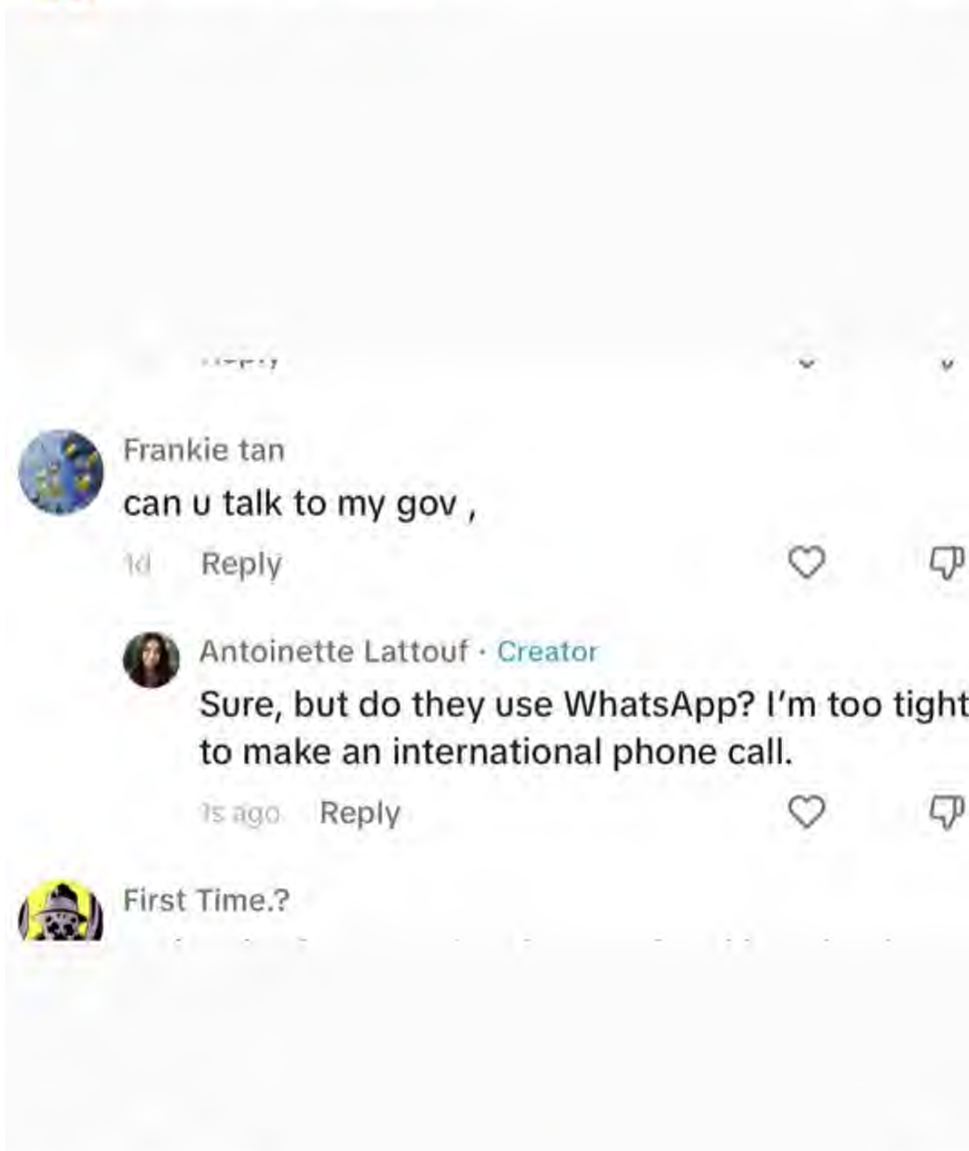 Frankie tan
can u talk to my gov ,
1d Reply
Antoinette Lattouf · Creator
Sure, but do they use WhatsApp? I'm too tight
to make an international phone call.
1s ago Reply
First Time.?